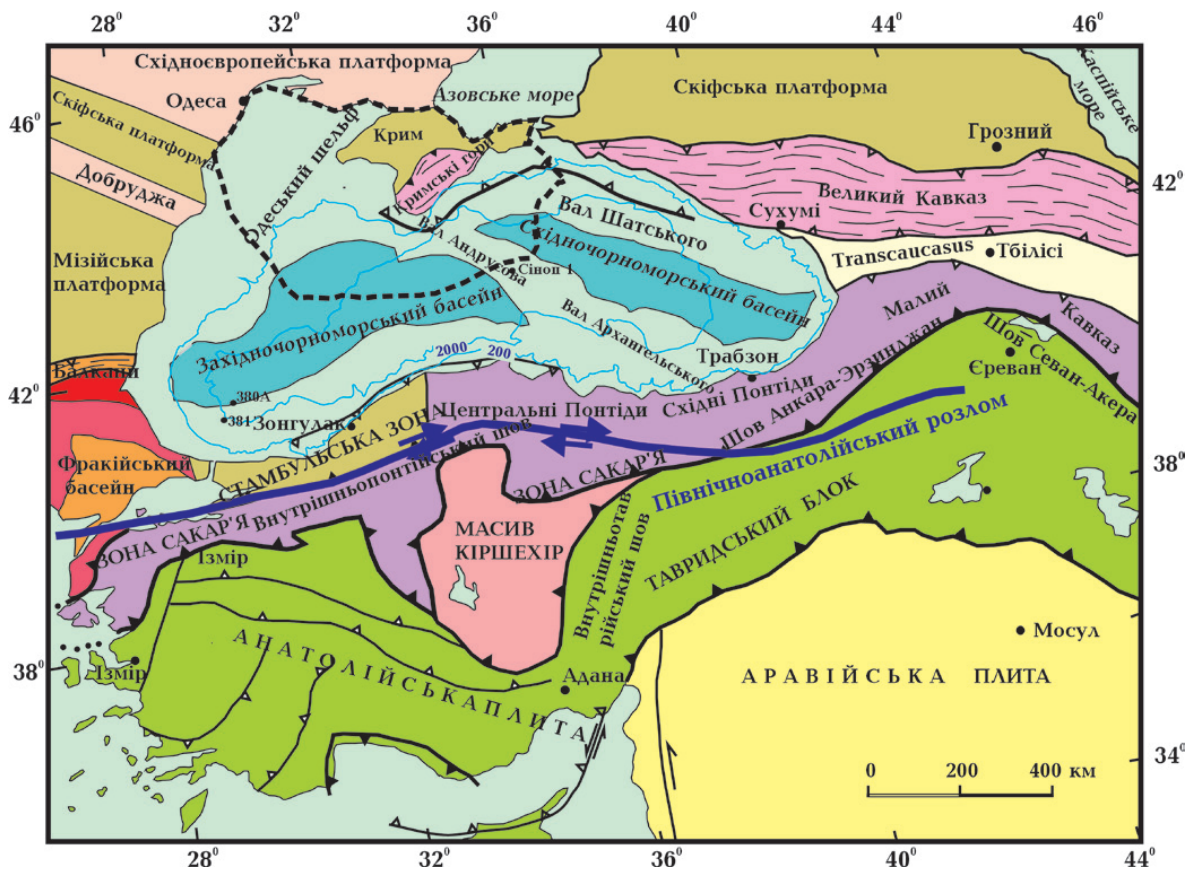 28⁰ 32⁰ 36⁰ 40⁰ 44⁰ 46⁰
Східноєвропейська платформа
Одеса
Азовське море
Скіфська платформа
Каспійське
море
Скіфська платформа
46⁰
Крим
Грозний
Добруджа
Одеський шельф
Кримські гори
Великий Кавказ
42⁰
Вал Шатського
Сухумі
Мізійська
платформа
Вал Андрусова
Східночорноморський басейн
Сіноп 1
Transcaucasus
Тбілісі
Західночорноморський басейн
Вал Архангельського
Малий
Кавказ
2000 200
Трабзон
Шов Севан-Акера
Єреван
Балкани
42⁰
380А
381
Зонгулак
СТАМБУЛЬСЬКА ЗОНА
Центральні Понтіди
Східні Понтіди
Шов Анкара-Эрзинджан
Фракійський
басейн
Внутрішньопонтійський шов
38⁰
ЗОНА САКАР'Я
Північноанатолійський розлом
ЗОНА САКАР'Я
МАСИВ
КІРШЕХІР
ТАВРИДСЬКИЙ БЛОК
Ізмір
Внутрішньотав
рійський шов
Мосул
38⁰
Ізмір
АНАТОЛІЙСЬКА ПЛИТА
Адана
АРАВІЙСЬКА ПЛИТА
34⁰
0 200 400 км
28⁰ 32⁰ 36⁰ 40⁰ 44⁰